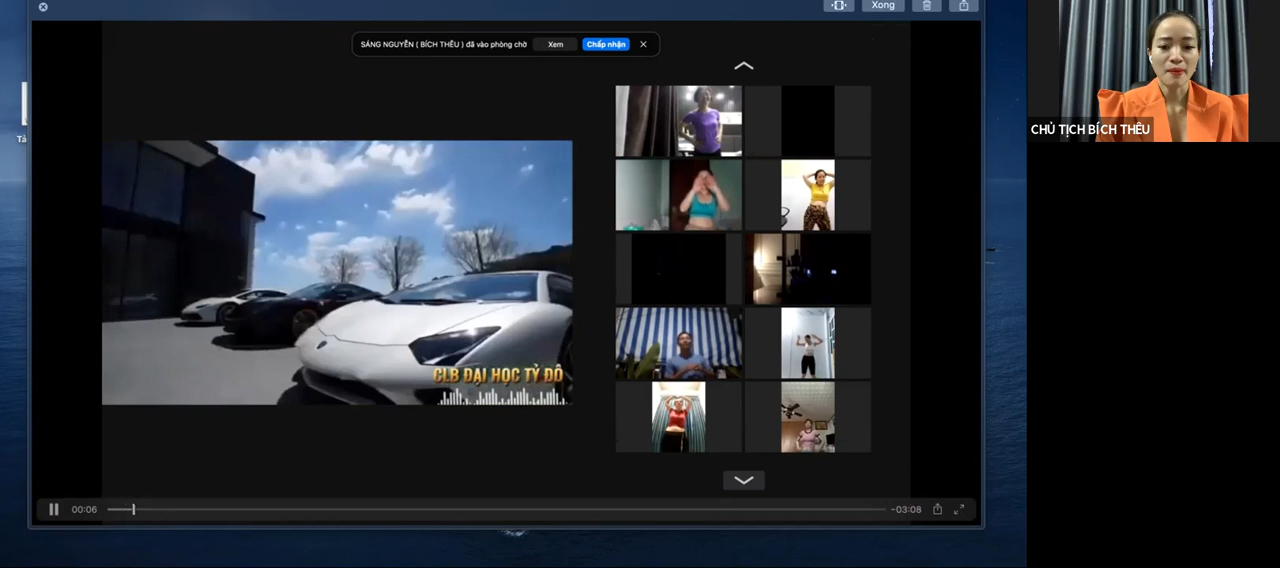 Xong
SÁNG NGUYỄN ( BÍCH THÊU ) đã vào phòng chờ
Xem
Chấp nhận
CHỦ TỊCH BÍCH THÊU
CLB ĐẠI HỌC TỶ ĐÔ
00:06
-03:08